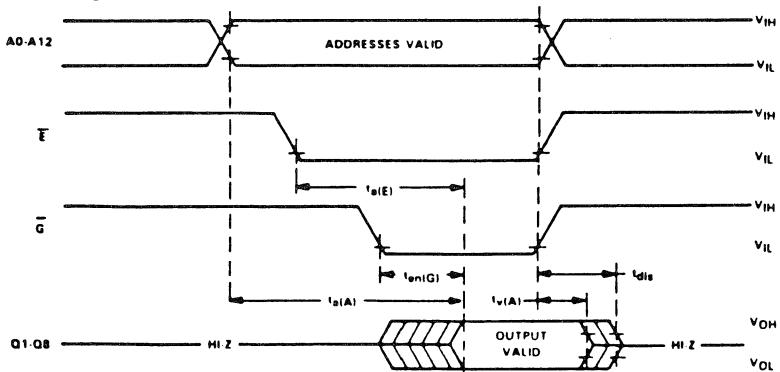 A0-A12
ADDRESSES VALID
VIH
VIL
E
VIH
VIL
ta(E)
G
VIH
VIL
ten(G)
tdis
ta(A)
tv(A)
Q1-Q8
HI-Z
OUTPUT
VALID
HI-Z
VOH
VOL